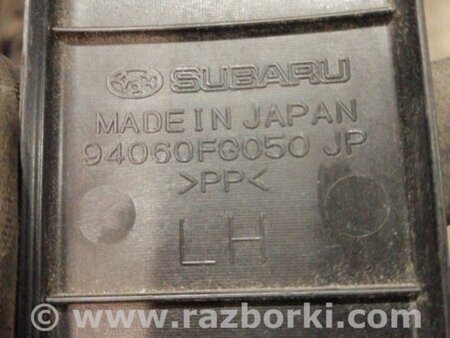 SUBARU
MADE IN JAPAN
94060FG050 JP
>PP<
LH
© www.razborki.com